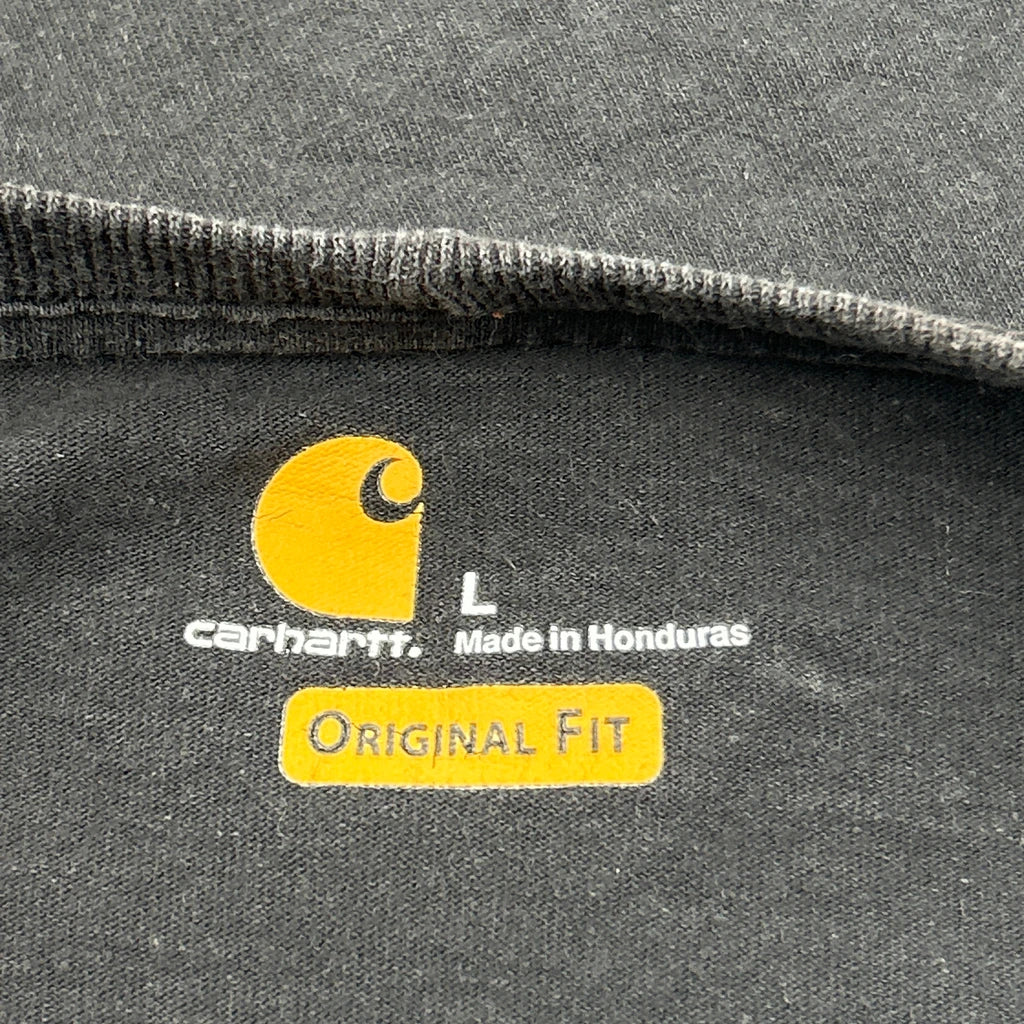 L
carhartt.
Made in Honduras
ORIGINAL FIT